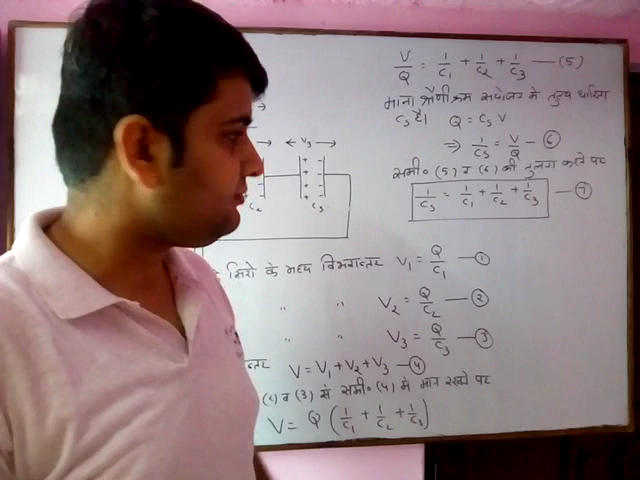 V/Q = 1/C₁ + 1/C₂ + 1/C₃ — (5)
माना श्रेणीक्रम संयोजन में तुल्य धारिता
Cs है। Q = Cs V
⇒ 1/Cs = V/Q — ⑥
समी० (5) व (6) की तुलना करने पर
1/Cs = 1/C₁ + 1/C₂ + 1/C₃ — ⑦
V₃
+ -
C₂ C₃
सिरों के मध्य विभवान्तर V₁ = Q/C₁ — ①
" " V₂ = Q/C₂ — ②
" " V₃ = Q/C₃ — ③
V = V₁ + V₂ + V₃ — ④
व (3) से समी० (4) में मान रखने पर
V = Q (1/C₁ + 1/C₂ + 1/C₃)